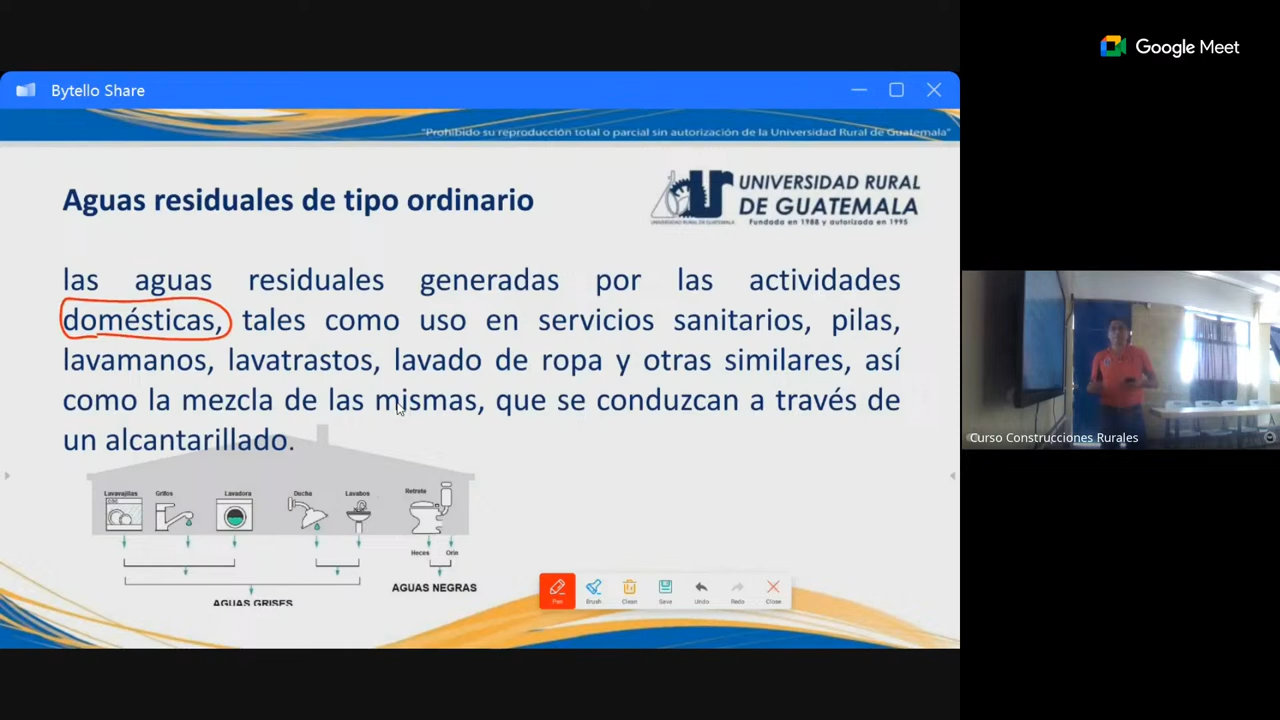 Google Meet
Bytello Share
"Prohibido su reproducción total o parcial sin autorización de la Universidad Rural de Guatemala"
Aguas residuales de tipo ordinario
UNIVERSIDAD RURAL
DE GUATEMALA
UNIVERSIDAD RURAL DE GUATEMALA
Fundada en 1988 y autorizada en 1995
las aguas residuales generadas por las actividades
domésticas, tales como uso en servicios sanitarios, pilas,
lavamanos, lavatrastos, lavado de ropa y otras similares, así
como la mezcla de las mismas, que se conduzcan a través de
un alcantarillado.
Curso Construcciones Rurales
Lavavajillas Grifos Lavadora Ducha Lavabos Retrete
Heces Orin
AGUAS NEGRAS
AGUAS GRISES
Pen Brush Clean Save Undo Redo Close